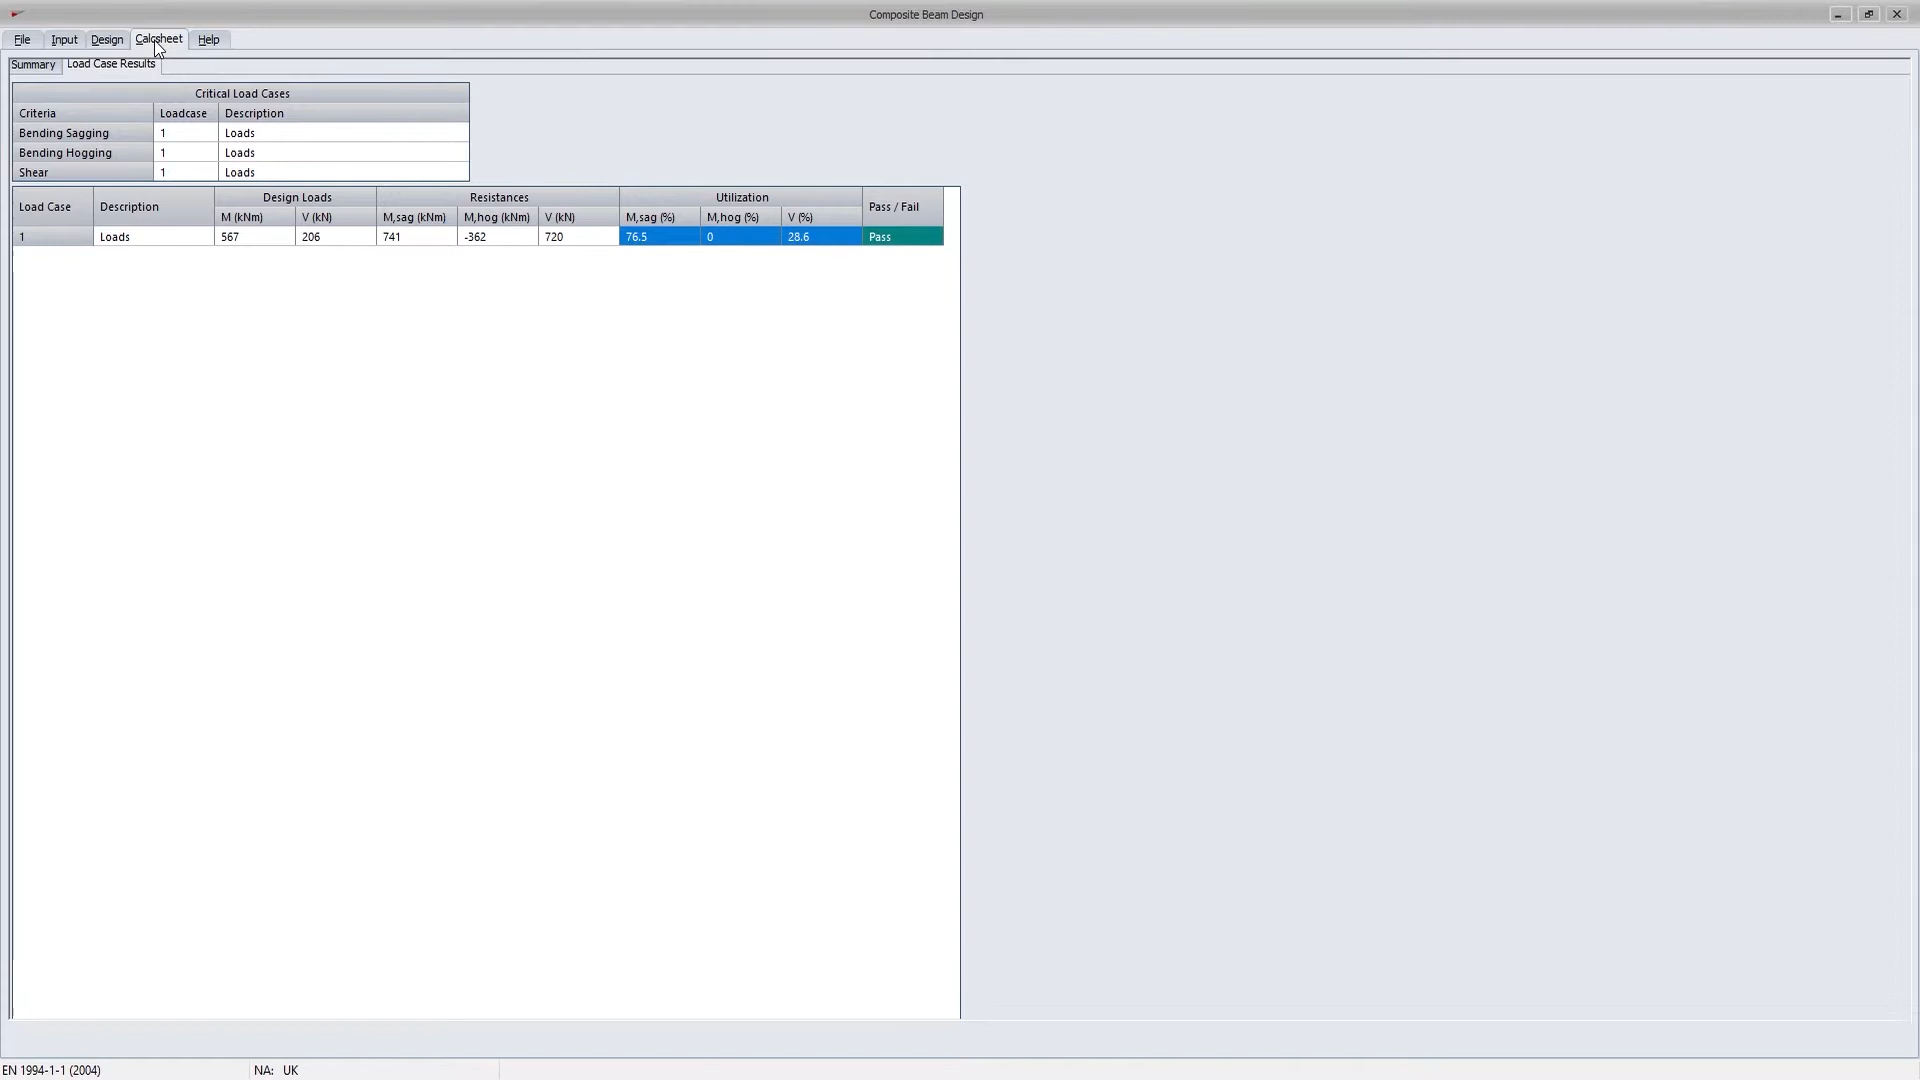 Composite Beam Design
File Input Design Calcsheet Help
Summary Load Case Results
Critical Load Cases
Criteria Loadcase Description
Bending Sagging 1 Loads
Bending Hogging 1 Loads
Shear 1 Loads
Load Case Description Design Loads Resistances Utilization Pass / Fail
M (kNm) V (kN) M,sag (kNm) M,hog (kNm) V (kN) M,sag (%) M,hog (%) V (%)
1 Loads 567 206 741 -362 720 76.5 0 28.6 Pass
EN 1994-1-1 (2004) NA: UK